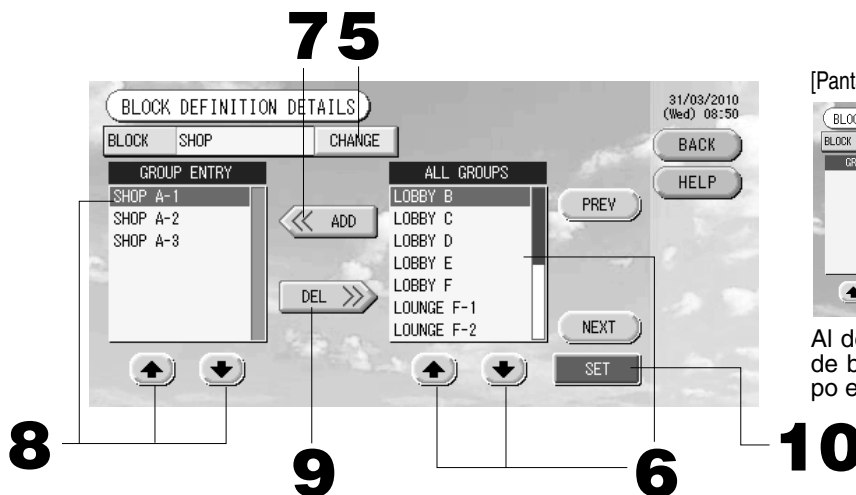 7 5
BLOCK DEFINITION DETAILS
31/03/2010
(Wed) 08:50
BLOCK SHOP CHANGE
BACK
HELP
GROUP ENTRY
SHOP A-1
SHOP A-2
SHOP A-3
ADD
DEL
ALL GROUPS
LOBBY B
LOBBY C
LOBBY D
LOBBY E
LOBBY F
LOUNGE F-1
LOUNGE F-2
PREV
NEXT
SET
8
9
6
10
[Pant
BLOC
BLOCK
GR
Al de
de b
po e